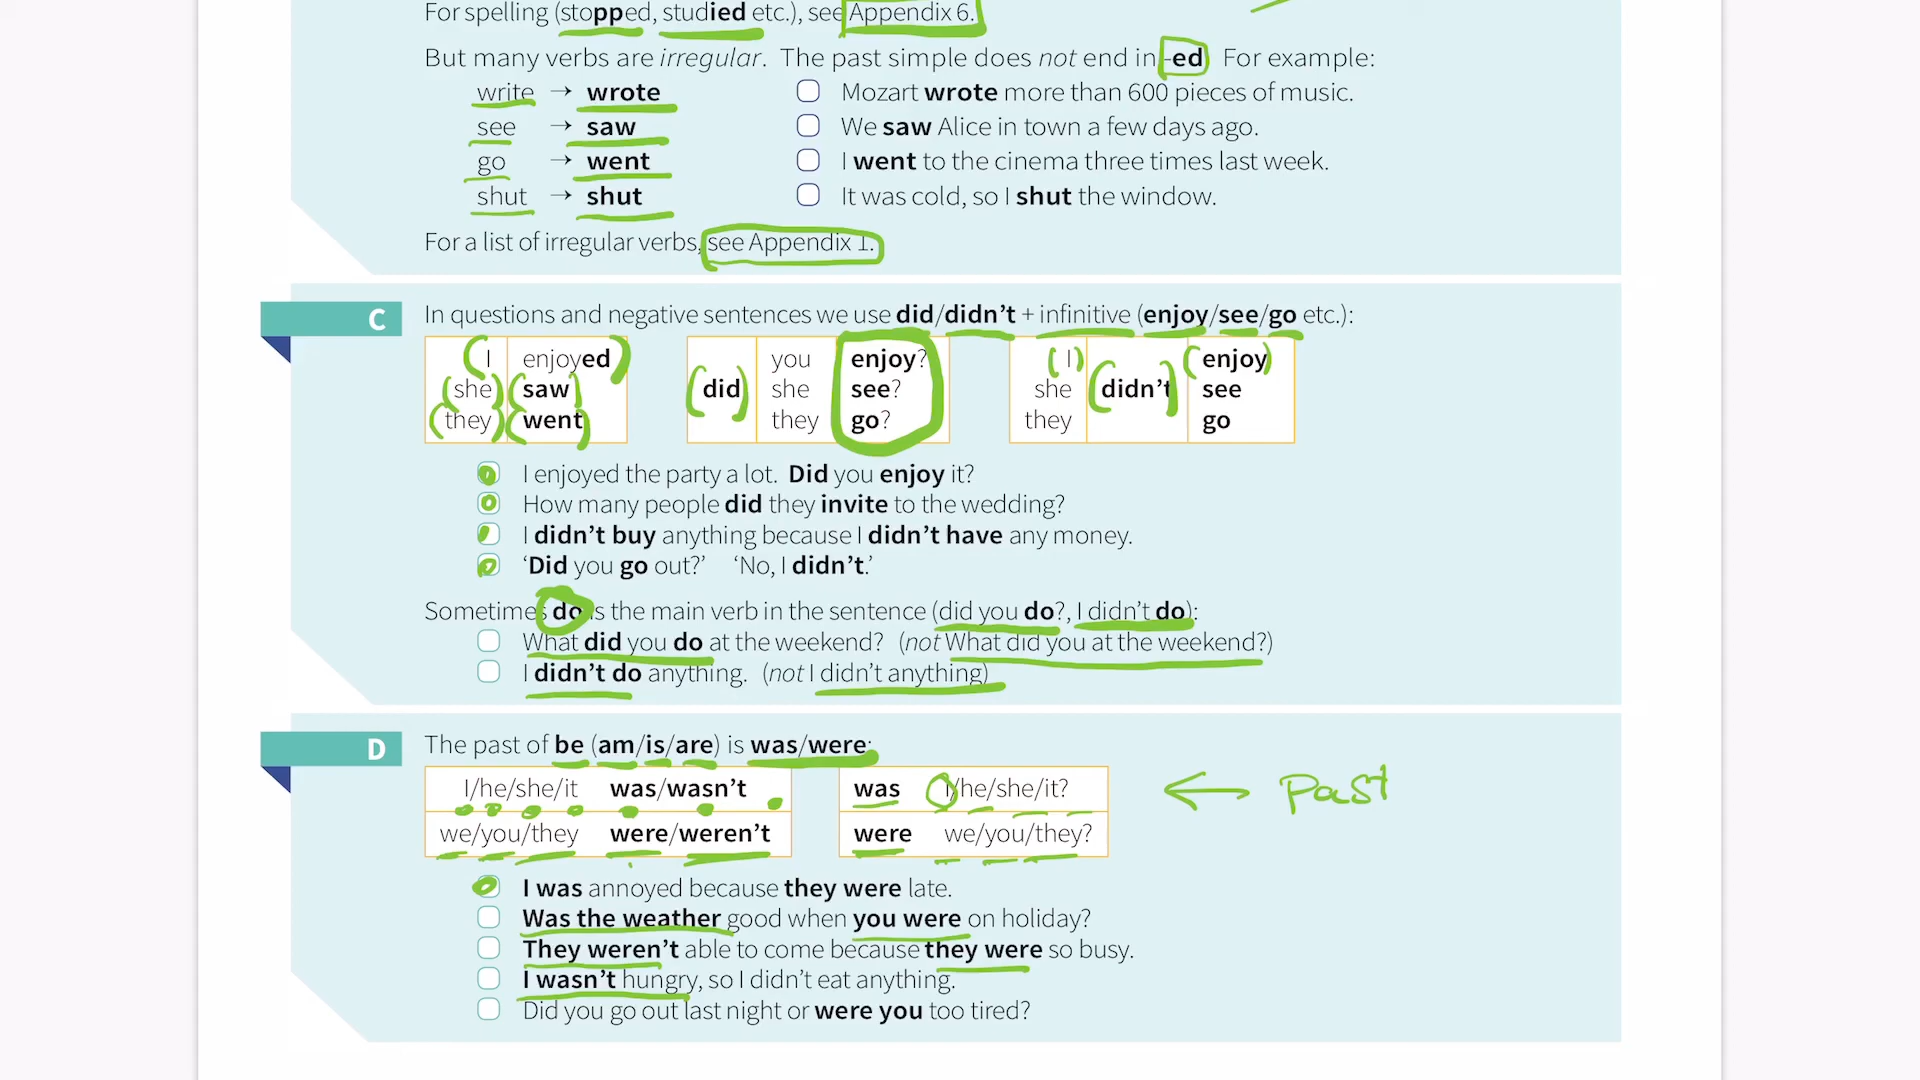 For spelling (stopped, studied etc.), see Appendix 6.
But many verbs are irregular. The past simple does not end in -ed. For example:
write → wrote Mozart wrote more than 600 pieces of music.
see → saw We saw Alice in town a few days ago.
go → went I went to the cinema three times last week.
shut → shut It was cold, so I shut the window.
For a list of irregular verbs, see Appendix 1.
C In questions and negative sentences we use did/didn't + infinitive (enjoy/see/go etc.):
I enjoyed you enjoy? I enjoy
she saw did she see? she didn't see
they went they go? they go
I enjoyed the party a lot. Did you enjoy it?
How many people did they invite to the wedding?
I didn't buy anything because I didn't have any money.
‘Did you go out?’ ‘No, I didn't.’
Sometimes do is the main verb in the sentence (did you do?, I didn't do):
What did you do at the weekend? (not What did you at the weekend?)
I didn't do anything. (not I didn't anything)
D The past of be (am/is/are) is was/were:
I/he/she/it was/wasn't was I/he/she/it? ← Past
we/you/they were/weren't were we/you/they?
I was annoyed because they were late.
Was the weather good when you were on holiday?
They weren't able to come because they were so busy.
I wasn't hungry, so I didn't eat anything.
Did you go out last night or were you too tired?